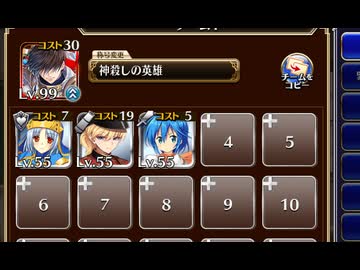 コスト30
称号変更
神殺しの英雄
チームを
コピー
Lv.99
コスト 7
コスト19
コスト 5
Lv.55
Lv.55
Lv.55
4
5
6
7
8
9
10